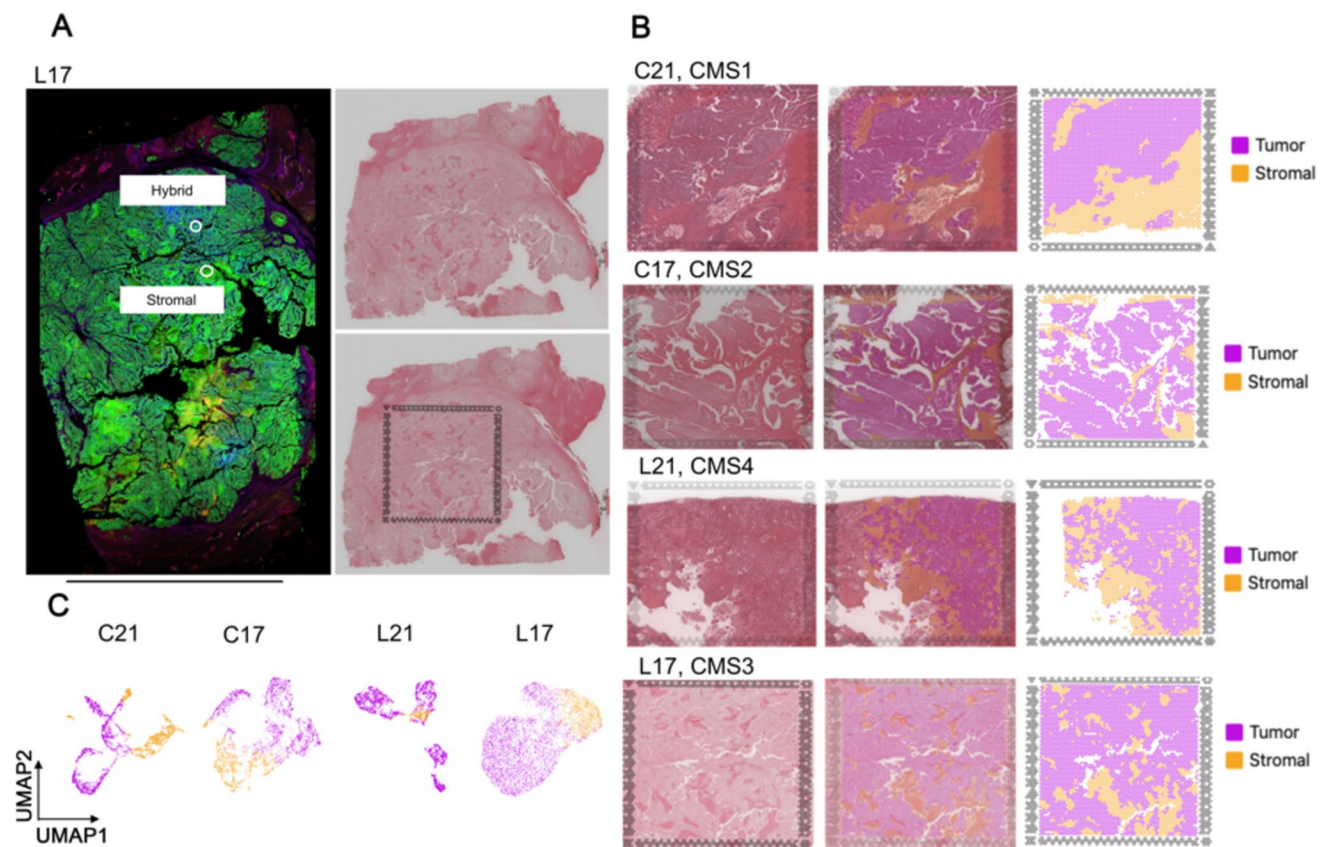 A
L17
Hybrid
Stromal
B
C21, CMS1
Tumor
Stromal
C17, CMS2
Tumor
Stromal
L21, CMS4
Tumor
Stromal
L17, CMS3
Tumor
Stromal
C
C21 C17 L21 L17
UMAP2
UMAP1